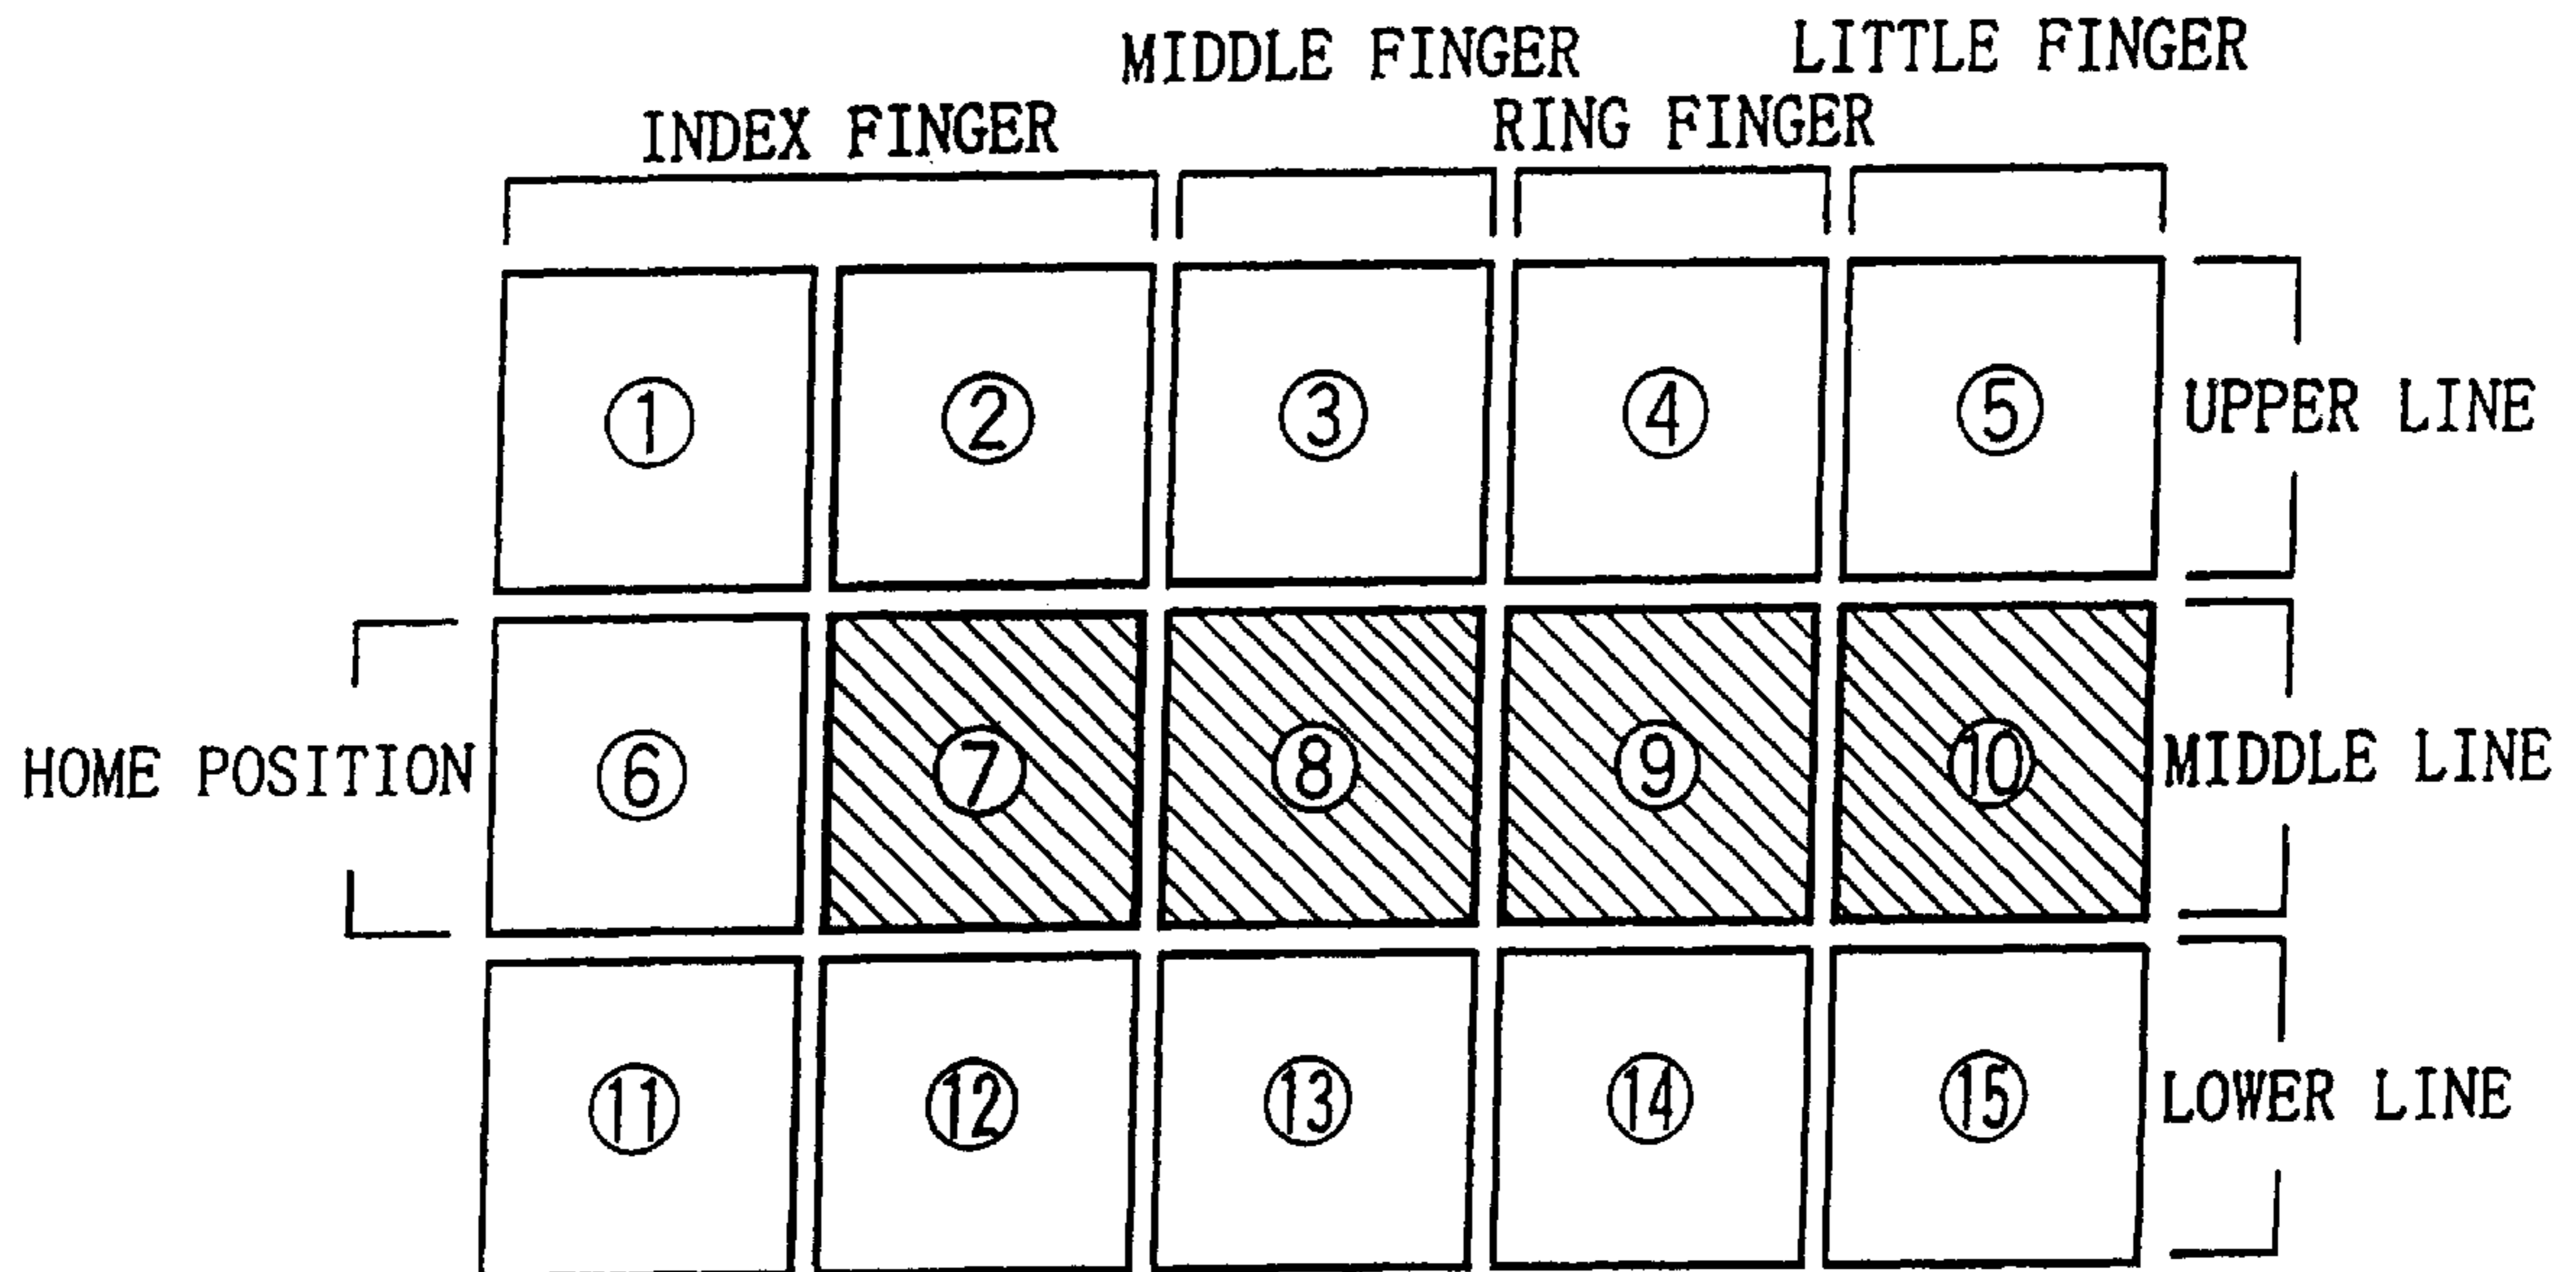 MIDDLE FINGER LITTLE FINGER
INDEX FINGER RING FINGER
① ② ③ ④ ⑤ UPPER LINE
HOME POSITION ⑥ ⑦ ⑧ ⑨ ⑩ MIDDLE LINE
⑪ ⑫ ⑬ ⑭ ⑮ LOWER LINE